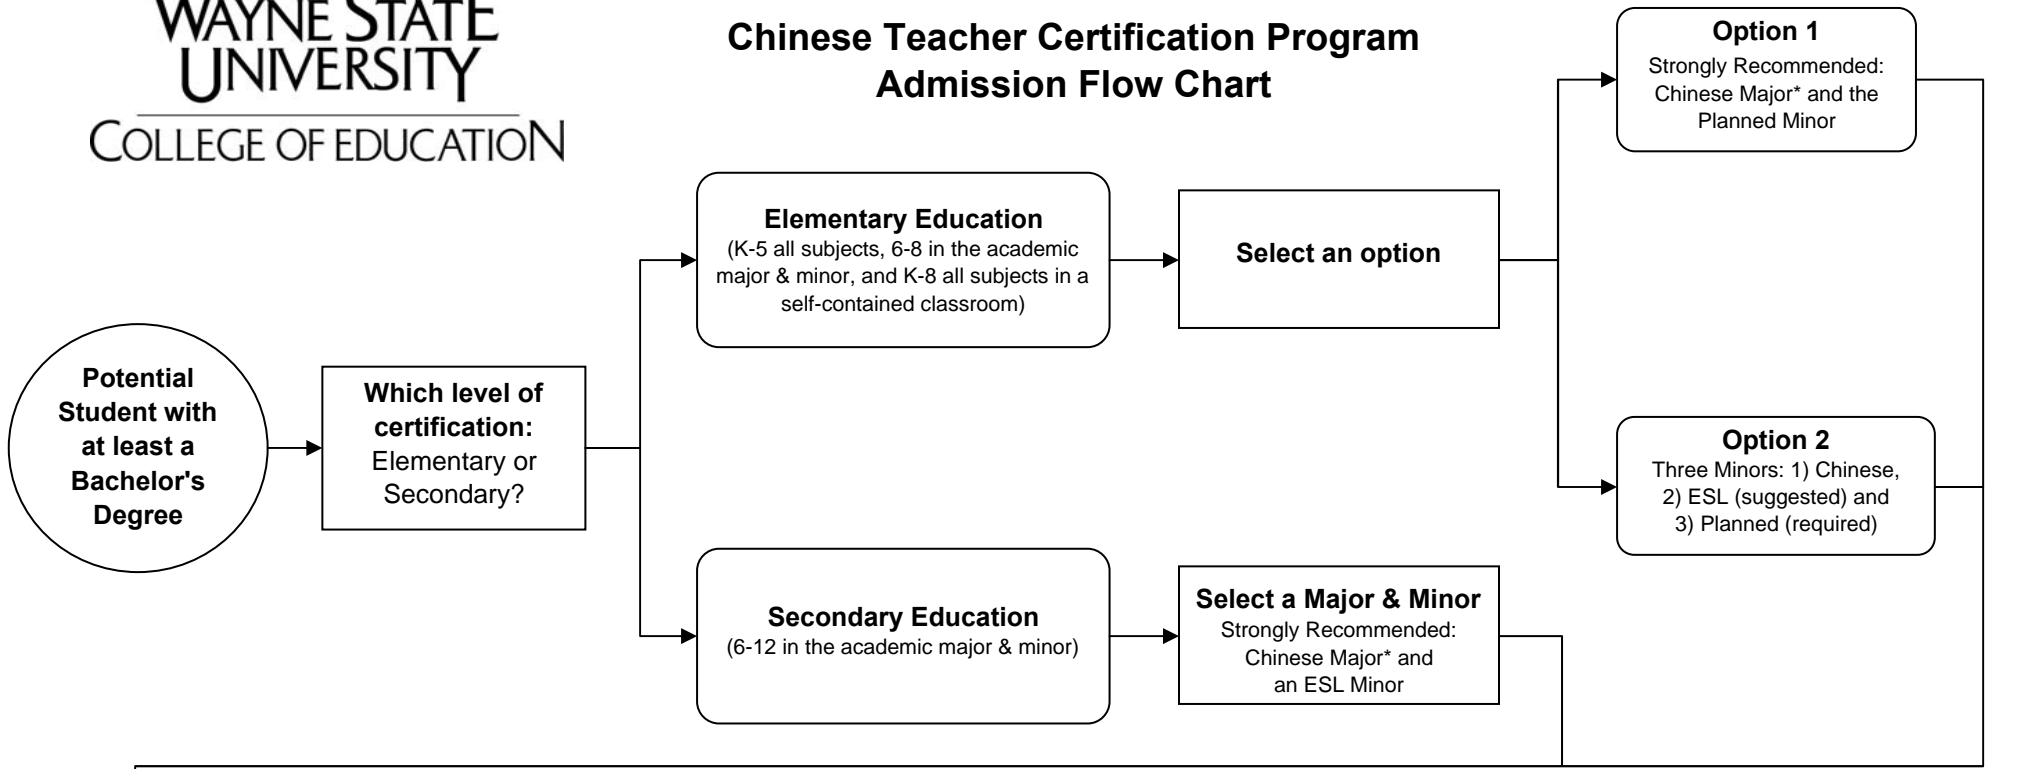 WAYNE STATE
UNIVERSITY
COLLEGE OF EDUCATION
Chinese Teacher Certification Program
Admission Flow Chart
Potential
Student with
at least a
Bachelor's
Degree
Which level of
certification:
Elementary or
Secondary?
Elementary Education
(K-5 all subjects, 6-8 in the academic
major & minor, and K-8 all subjects in a
self-contained classroom)
Select an option
Option 1
Strongly Recommended:
Chinese Major* and the
Planned Minor
Option 2
Three Minors: 1) Chinese,
2) ESL (suggested) and
3) Planned (required)
Secondary Education
(6-12 in the academic major & minor)
Select a Major & Minor
Strongly Recommended:
Chinese Major* and
an ESL Minor